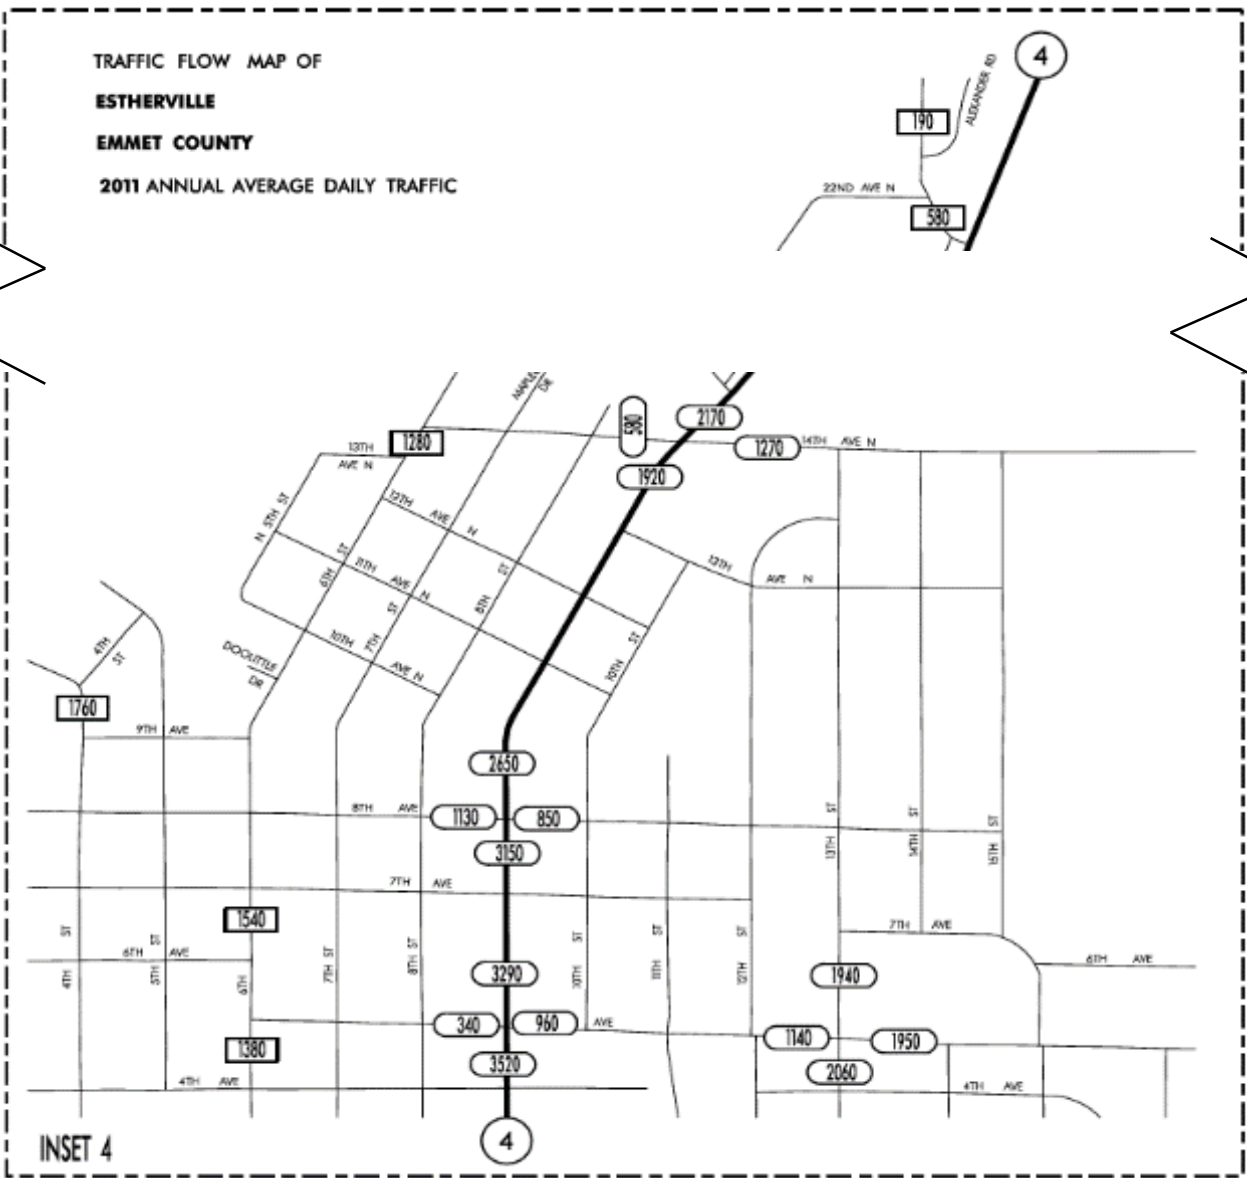 TRAFFIC FLOW MAP OF
ESTHERVILLE
EMMET COUNTY
2011 ANNUAL AVERAGE DAILY TRAFFIC
4
ALEXANDER RD
190
22ND AVE N
580
MAPLE
DR
580
2170
1280
13TH
AVE N
1270
14TH AVE N
1920
N 5TH ST
12TH AVE N
6TH ST
11TH AVE N
7TH ST
8TH ST
13TH AVE N
10TH ST
10TH AVE N
4TH
ST
DOOLITTLE
DR
1760
9TH AVE
2650
8TH AVE
1130
850
3150
13TH ST
14TH ST
15TH ST
7TH AVE
1540
7TH AVE
4TH ST
6TH AVE
5TH ST
6TH
7TH ST
8TH ST
3290
10TH ST
11TH ST
12TH ST
1940
6TH AVE
340
960
AVE
1140
1950
1380
3520
2060
4TH AVE
4TH AVE
4
INSET 4